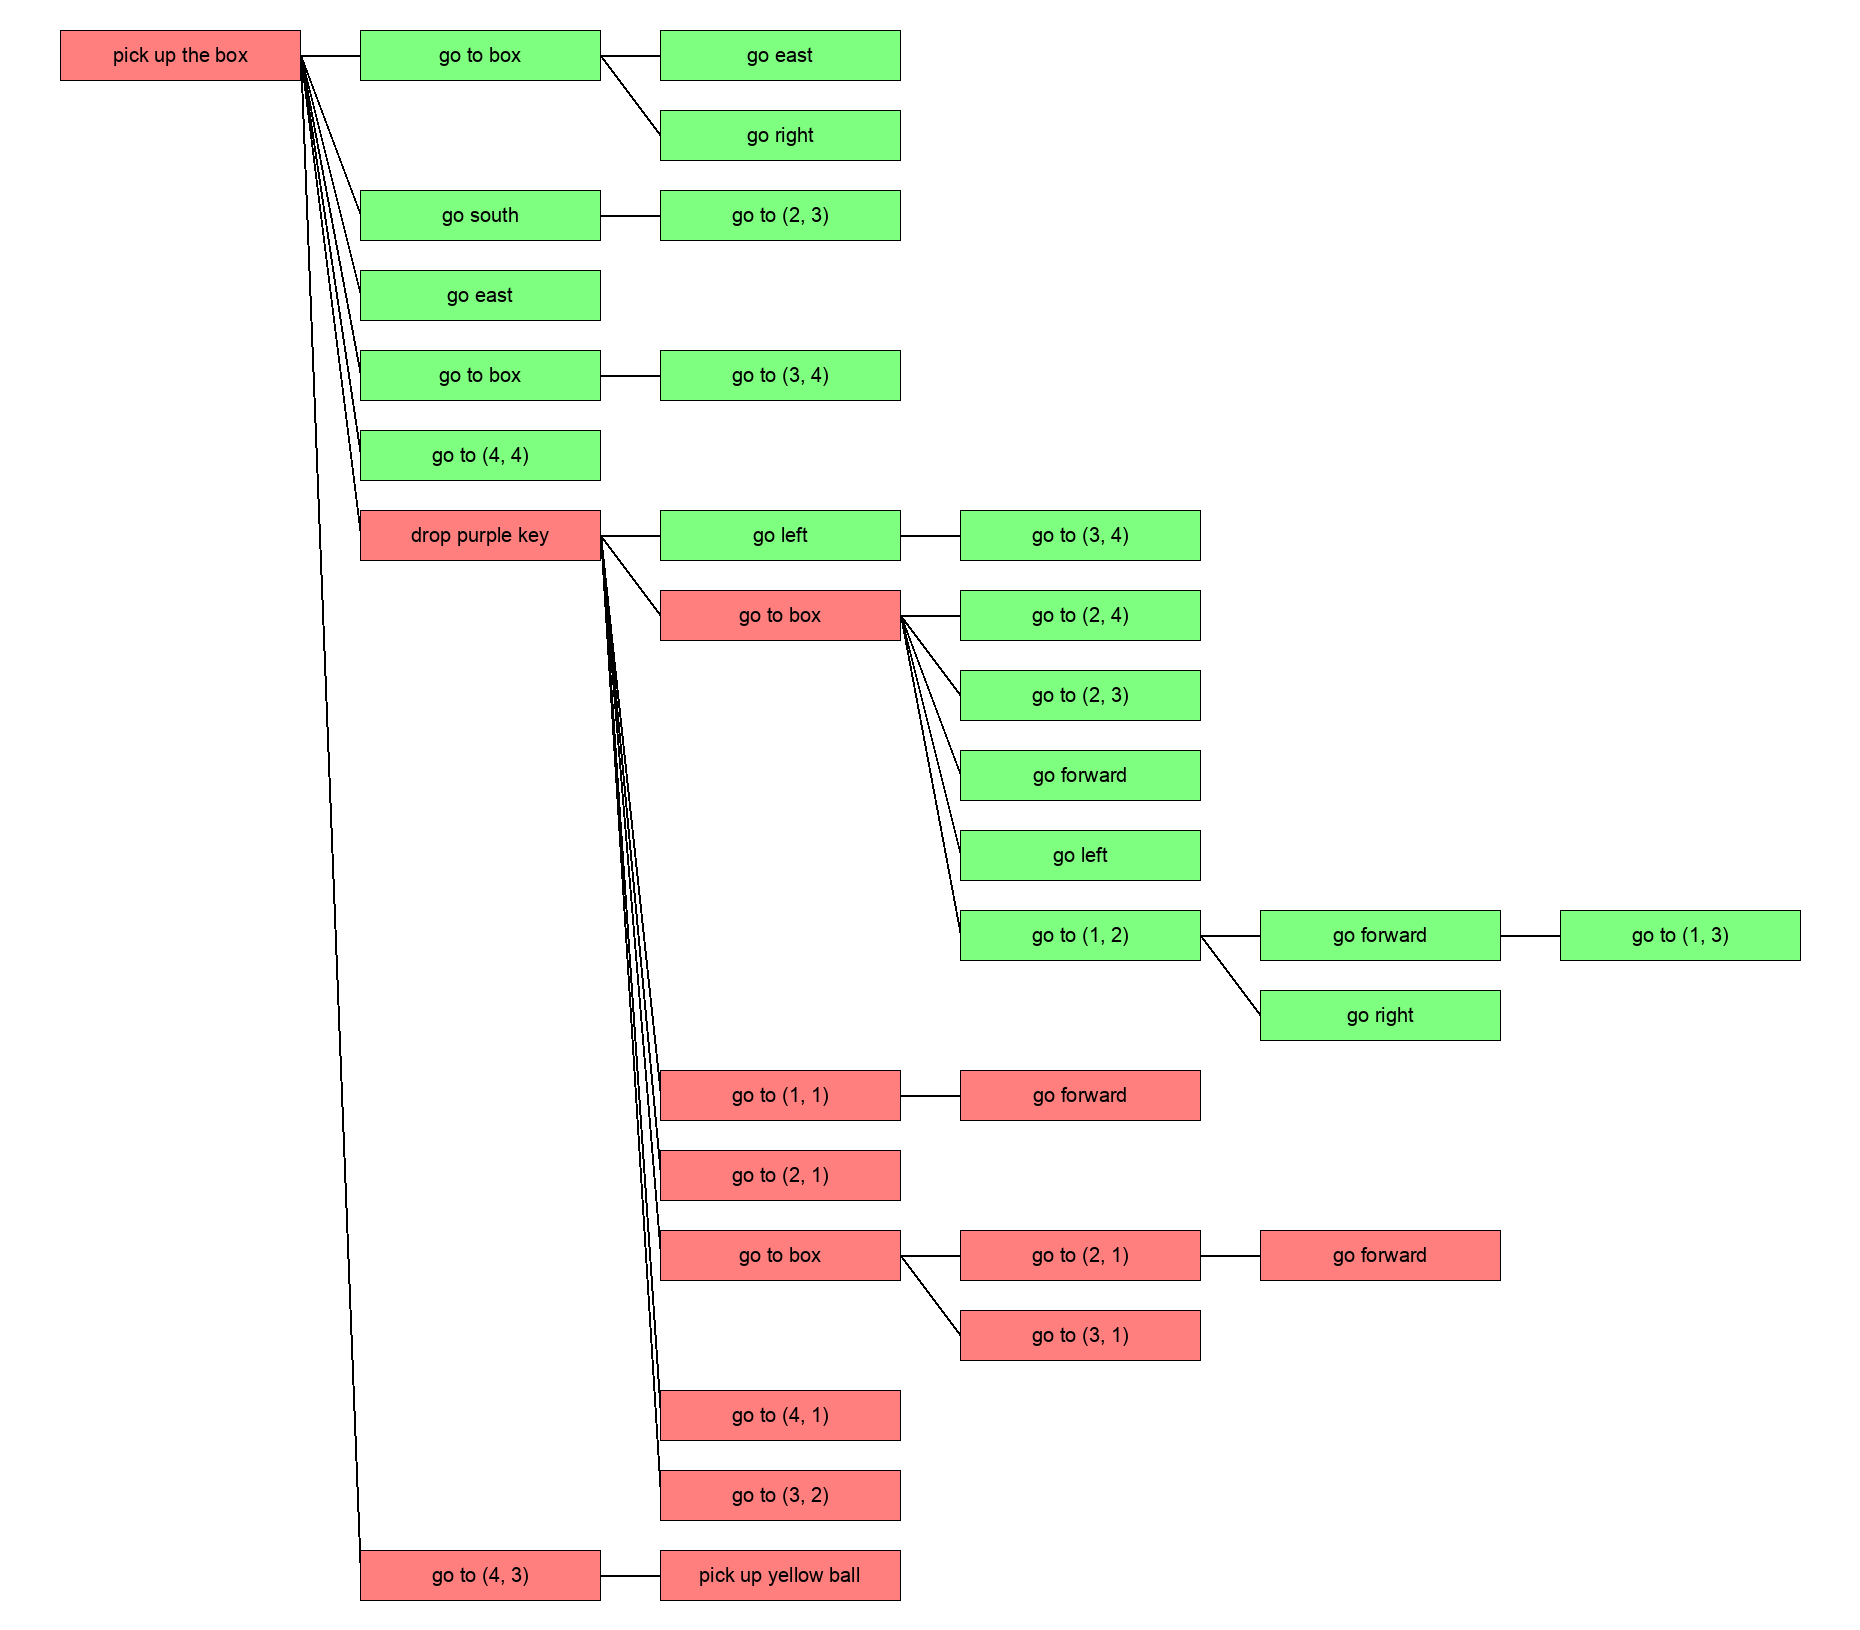 pick up the box
go to box
go east
go right
go south
go to (2, 3)
go east
go to box
go to (3, 4)
go to (4, 4)
drop purple key
go left
go to (3, 4)
go to box
go to (2, 4)
go to (2, 3)
go forward
go left
go to (1, 2)
go forward
go to (1, 3)
go right
go to (1, 1)
go forward
go to (2, 1)
go to box
go to (2, 1)
go forward
go to (3, 1)
go to (4, 1)
go to (3, 2)
go to (4, 3)
pick up yellow ball